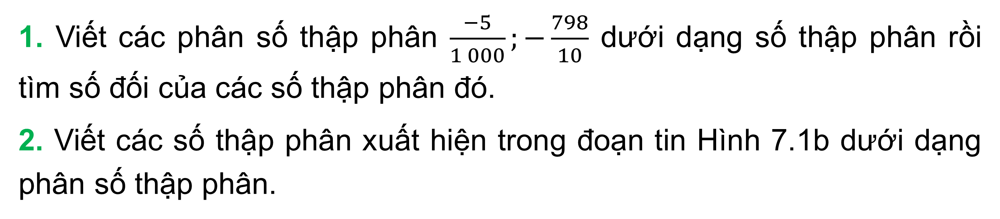 1. Viết các phân số thập phân \frac{-5}{1 000}; -\frac{798}{10} dưới dạng số thập phân rồi
tìm số đối của các số thập phân đó.
2. Viết các số thập phân xuất hiện trong đoạn tin Hình 7.1b dưới dạng
phân số thập phân.